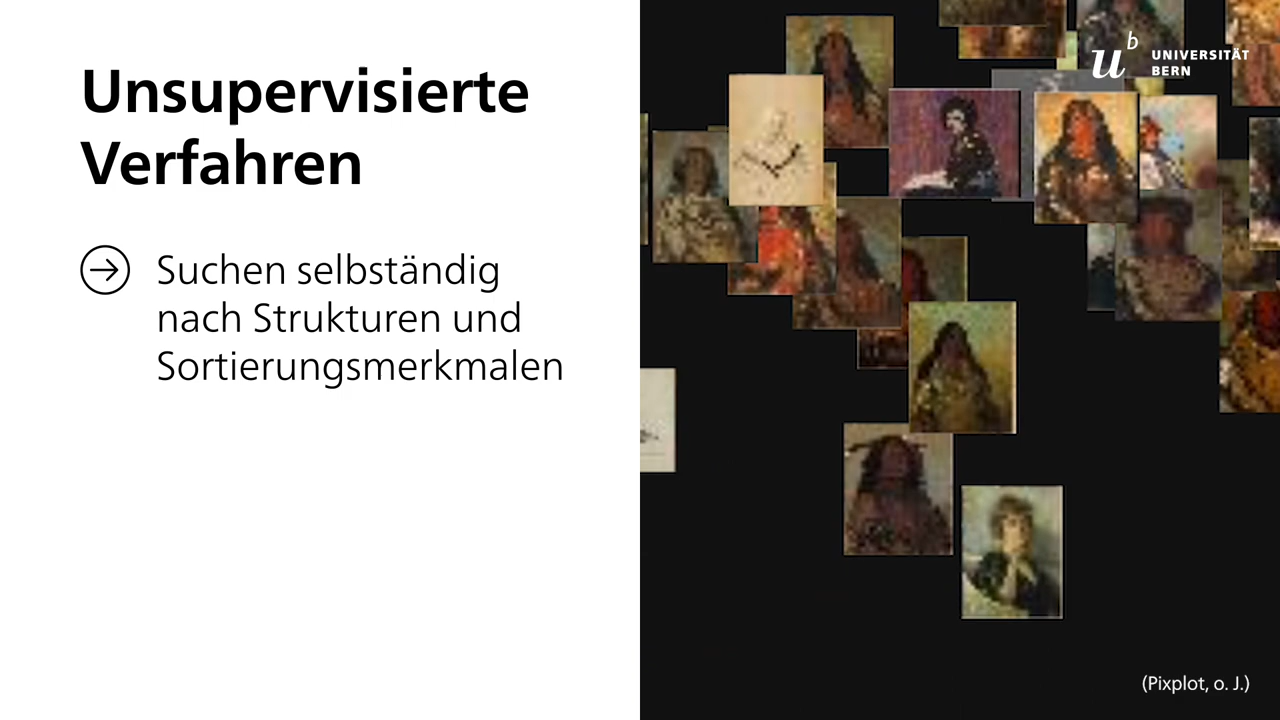 Unsupervisierte
Verfahren
Suchen selbständig
nach Strukturen und
Sortierungsmerkmalen
u b UNIVERSITÄT
BERN
(Pixplot, o. J.)